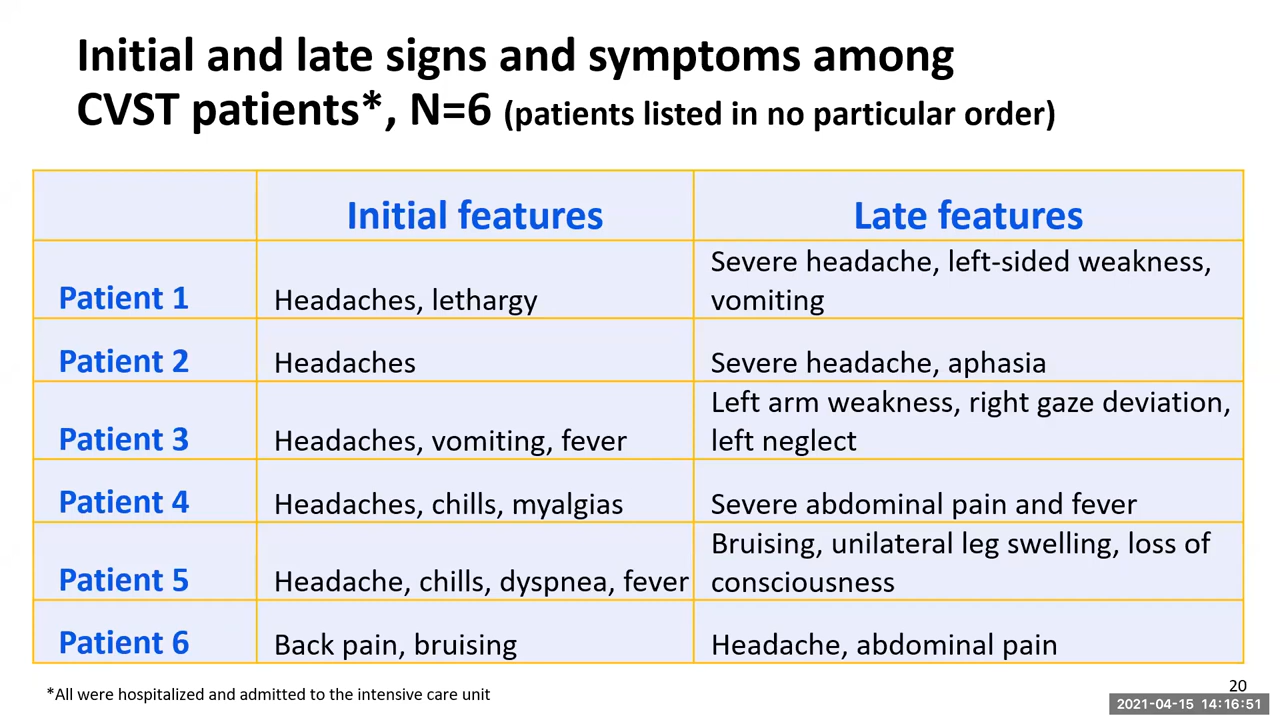 Initial and late signs and symptoms among
CVST patients*, N=6 (patients listed in no particular order)
Initial features
Late features
Patient 1
Headaches, lethargy
Severe headache, left-sided weakness,
vomiting
Patient 2
Headaches
Severe headache, aphasia
Patient 3
Headaches, vomiting, fever
Left arm weakness, right gaze deviation,
left neglect
Patient 4
Headaches, chills, myalgias
Severe abdominal pain and fever
Patient 5
Headache, chills, dyspnea, fever
Bruising, unilateral leg swelling, loss of
consciousness
Patient 6
Back pain, bruising
Headache, abdominal pain
*All were hospitalized and admitted to the intensive care unit
20
2021-04-15 14:16:51